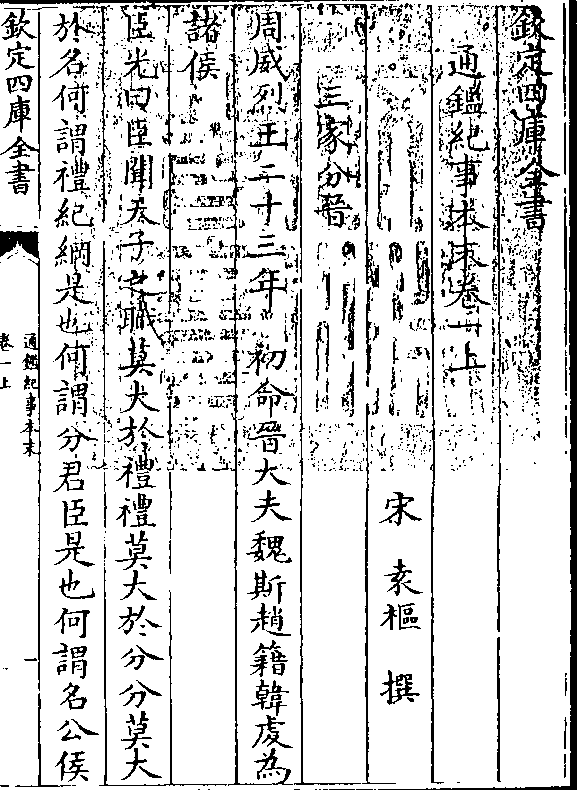 欽定四庫全書
通鑑紀事本末卷一上
宋 袁樞 撰
三家分晉
周威烈王二十三年 初命晉大夫魏斯趙籍韓虔為
諸侯
臣光曰臣聞天子之職莫大於禮禮莫大於分分莫大
於名何謂禮紀綱是也何謂分君臣是也何謂名公侯
欽定四庫全書
通鑑紀事本末
卷一上
一